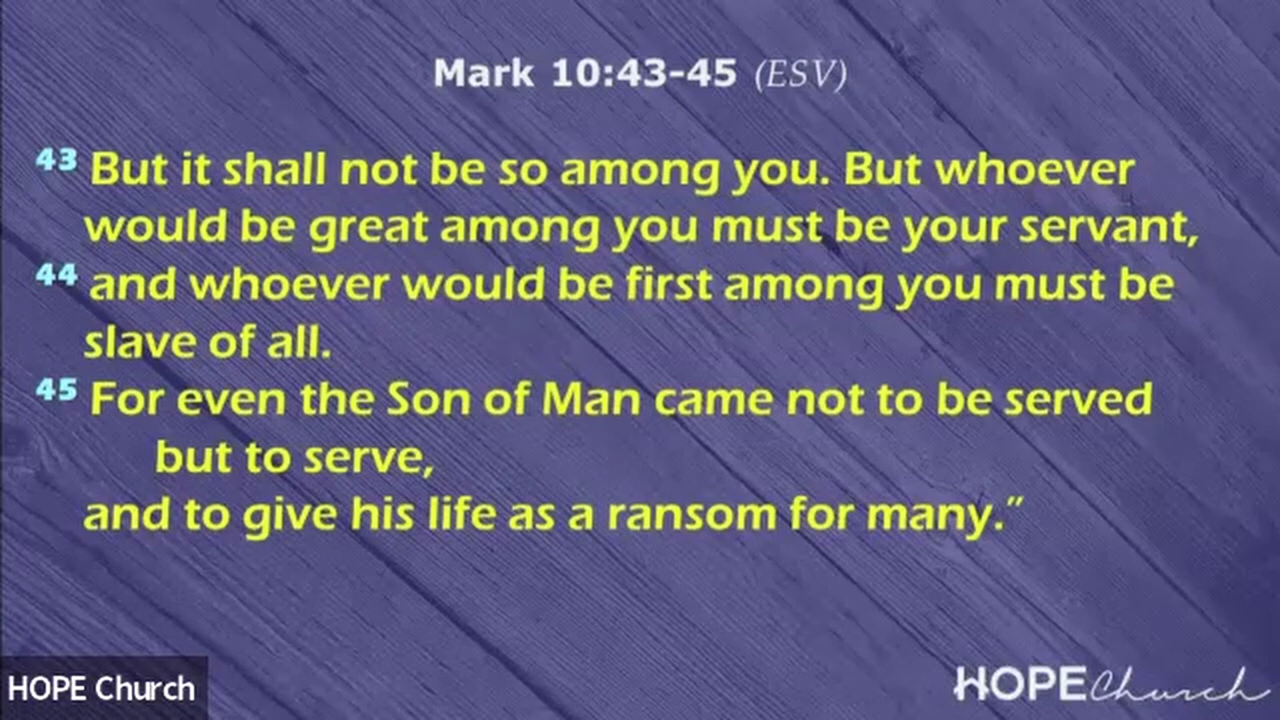 Mark 10:43-45 (ESV)
43 But it shall not be so among you. But whoever
would be great among you must be your servant,
44 and whoever would be first among you must be
slave of all.
45 For even the Son of Man came not to be served
but to serve,
and to give his life as a ransom for many.”
HOPE Church
HOPE Church